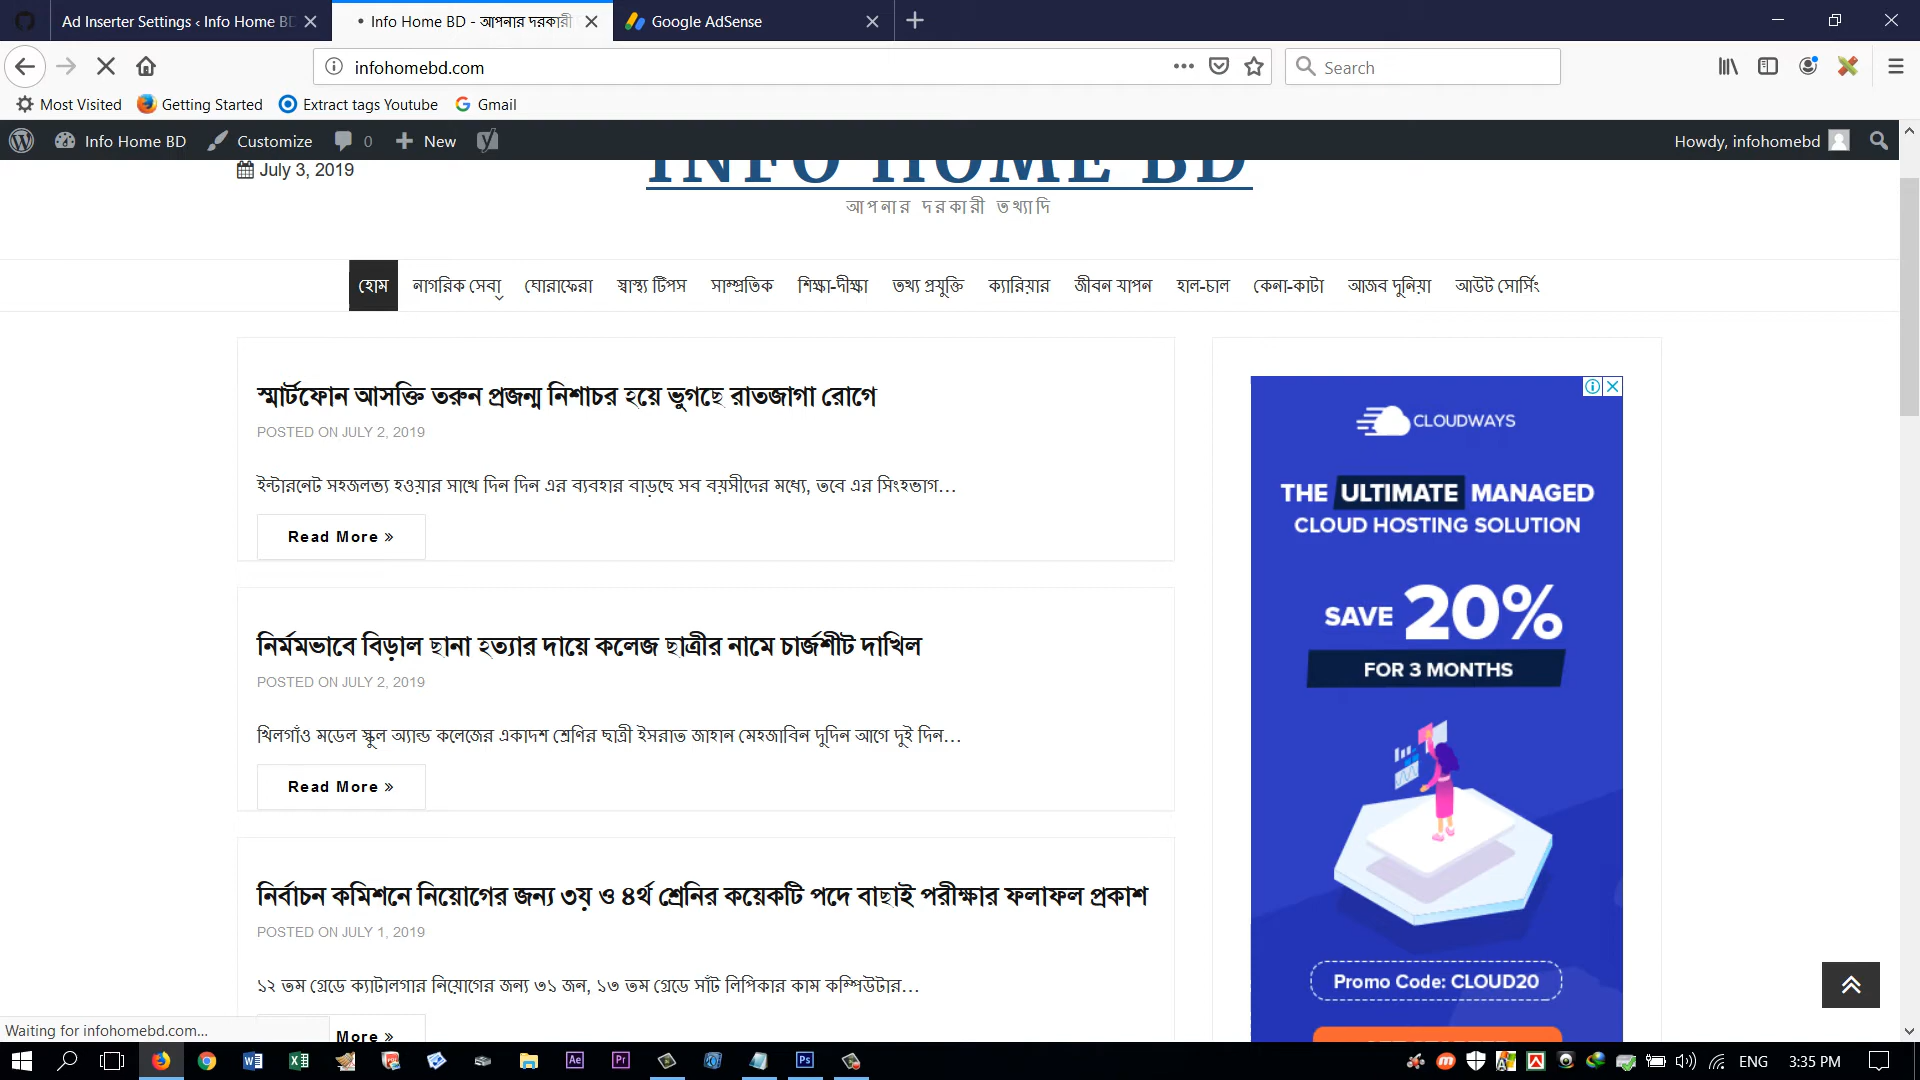 Ad Inserter Settings ‹ Info Home BD
• Info Home BD - আপনার দরকারী
Google AdSense
infohomebd.com
Search
Most Visited
Getting Started
Extract tags Youtube
Gmail
Info Home BD
Customize
0
New
Howdy, infohomebd
July 3, 2019
INFO HOME BD
আপনার দরকারী তথ্যাদি
হোম
নাগরিক সেবা
ঘোরাফেরা
স্বাস্থ্য টিপস
সাম্প্রতিক
শিক্ষা-দীক্ষা
তথ্য প্রযুক্তি
ক্যারিয়ার
জীবন যাপন
হাল-চাল
কেনা-কাটা
আজব দুনিয়া
আউট সোর্সিং
স্মার্টফোন আসক্তি তরুন প্রজন্ম নিশাচর হয়ে ভুগছে রাতজাগা রোগে
POSTED ON JULY 2, 2019
ইন্টারনেট সহজলভ্য হওয়ার সাথে দিন দিন এর ব্যবহার বাড়ছে সব বয়সীদের মধ্যে, তবে এর সিংহভাগ…
Read More »
নির্মমভাবে বিড়াল ছানা হত্যার দায়ে কলেজ ছাত্রীর নামে চার্জশীট দাখিল
POSTED ON JULY 2, 2019
খিলগাঁও মডেল স্কুল অ্যান্ড কলেজের একাদশ শ্রেণির ছাত্রী ইসরাত জাহান মেহজাবিন দুদিন আগে দুই দিন…
Read More »
নির্বাচন কমিশনে নিয়োগের জন্য ৩য় ও ৪র্থ শ্রেনির কয়েকটি পদে বাছাই পরীক্ষার ফলাফল প্রকাশ
POSTED ON JULY 1, 2019
১২ তম গ্রেডে ক্যাটালগার নিয়োগের জন্য ৩১ জন, ১৩ তম গ্রেডে সাঁট লিপিকার কাম কম্পিউটার…
More »
CLOUDWAYS
THE ULTIMATE MANAGED
CLOUD HOSTING SOLUTION
SAVE 20%
FOR 3 MONTHS
Promo Code: CLOUD20
Waiting for infohomebd.com...
ENG
3:35 PM